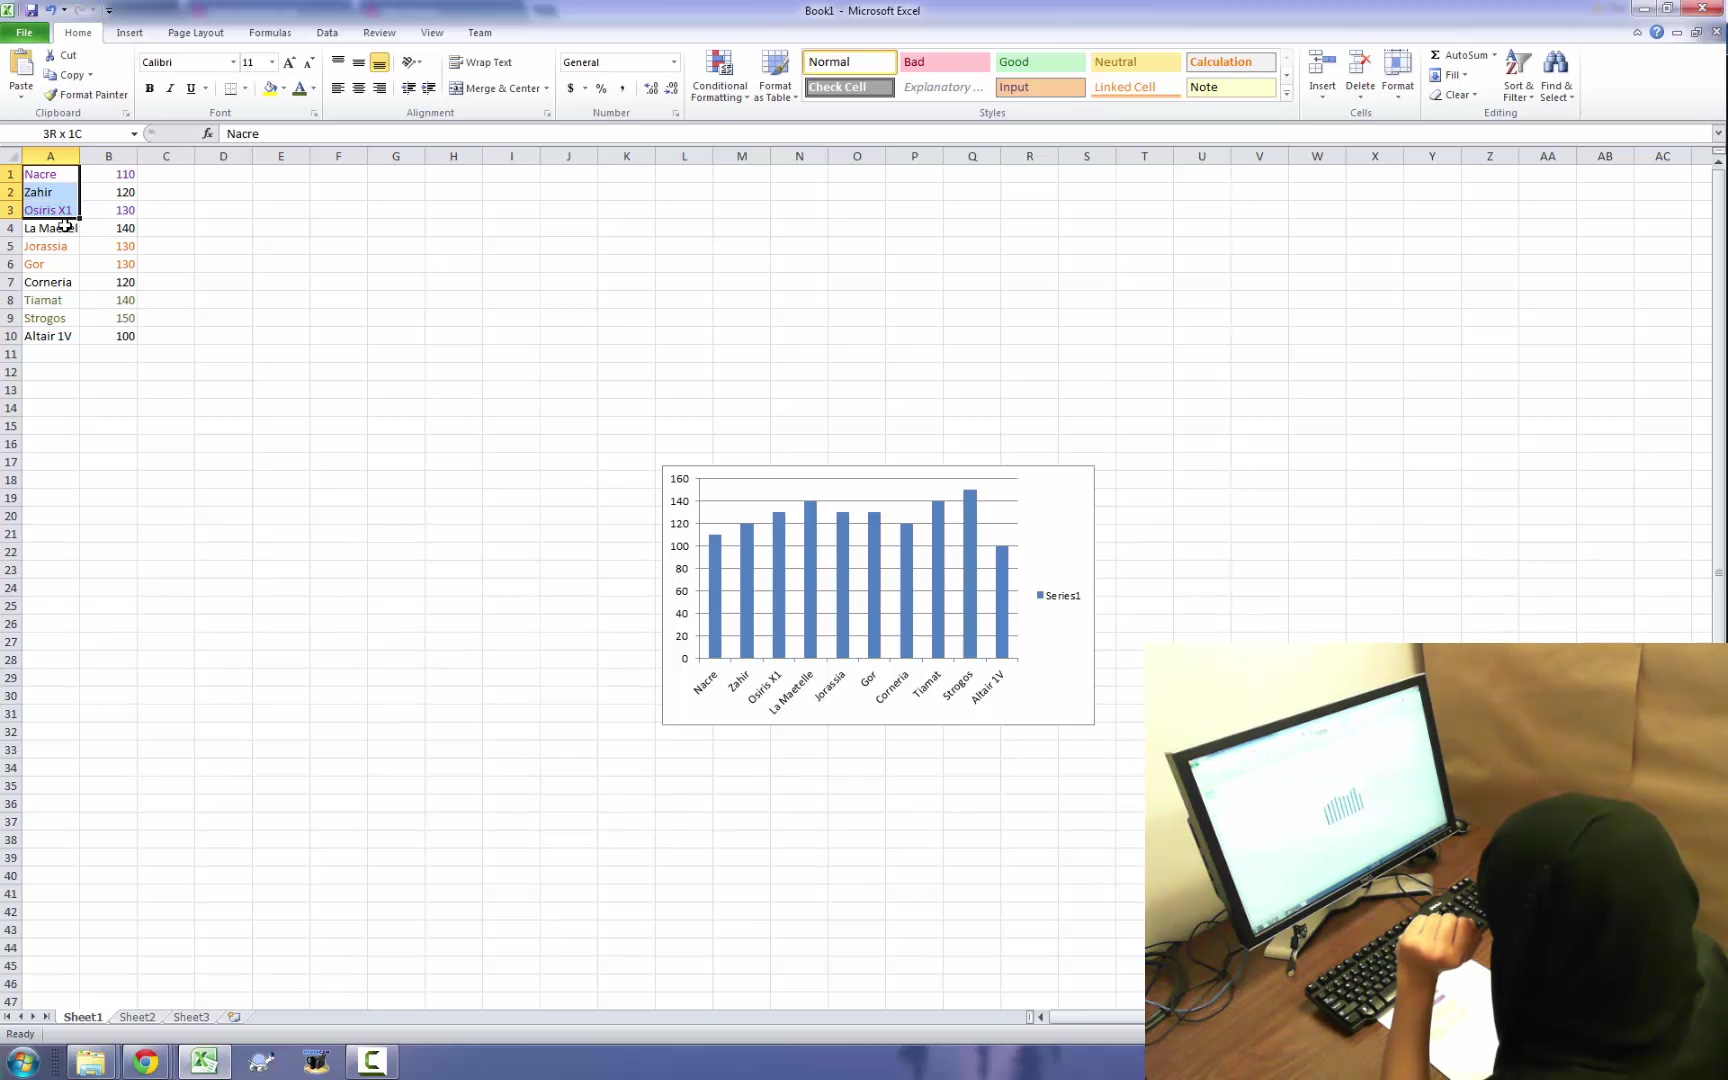 Book1 - Microsoft Excel
File Home Insert Page Layout Formulas Data Review View Team
Paste
Cut
Copy
Format Painter
Clipboard
Calibri 11
B I U
Font
Wrap Text
Merge & Center
Alignment
General
$ % ,
Number
Conditional Formatting
Format as Table
Normal Bad Good Neutral Calculation
Check Cell Explanatory ... Input Linked Cell Note
Styles
Insert Delete Format
Cells
AutoSum
Fill
Clear
Sort & Filter
Find & Select
Editing
3R x 1C fx Nacre
A B C D E F G H I J K L M N O P Q R S T U V W X Y Z AA AB AC
1 Nacre 110
2 Zahir 120
3 Osiris X1 130
4 La Mae 140
5 Jorassia 130
6 Gor 130
7 Corneria 120
8 Tiamat 140
9 Strogos 150
10 Altair 1V 100
11
12
13
14
15
16
17
18
19
20
21
22
23
24
25
26
27
28
29
30
31
32
33
34
35
36
37
38
39
40
41
42
43
44
45
46
47
160
140
120
100
80
60
40
20
0
Nacre Zahir Osiris X1 La Maetelle Jorassia Gor Corneria Tiamat Strogos Altair 1V
Series1
Sheet1 Sheet2 Sheet3
Ready